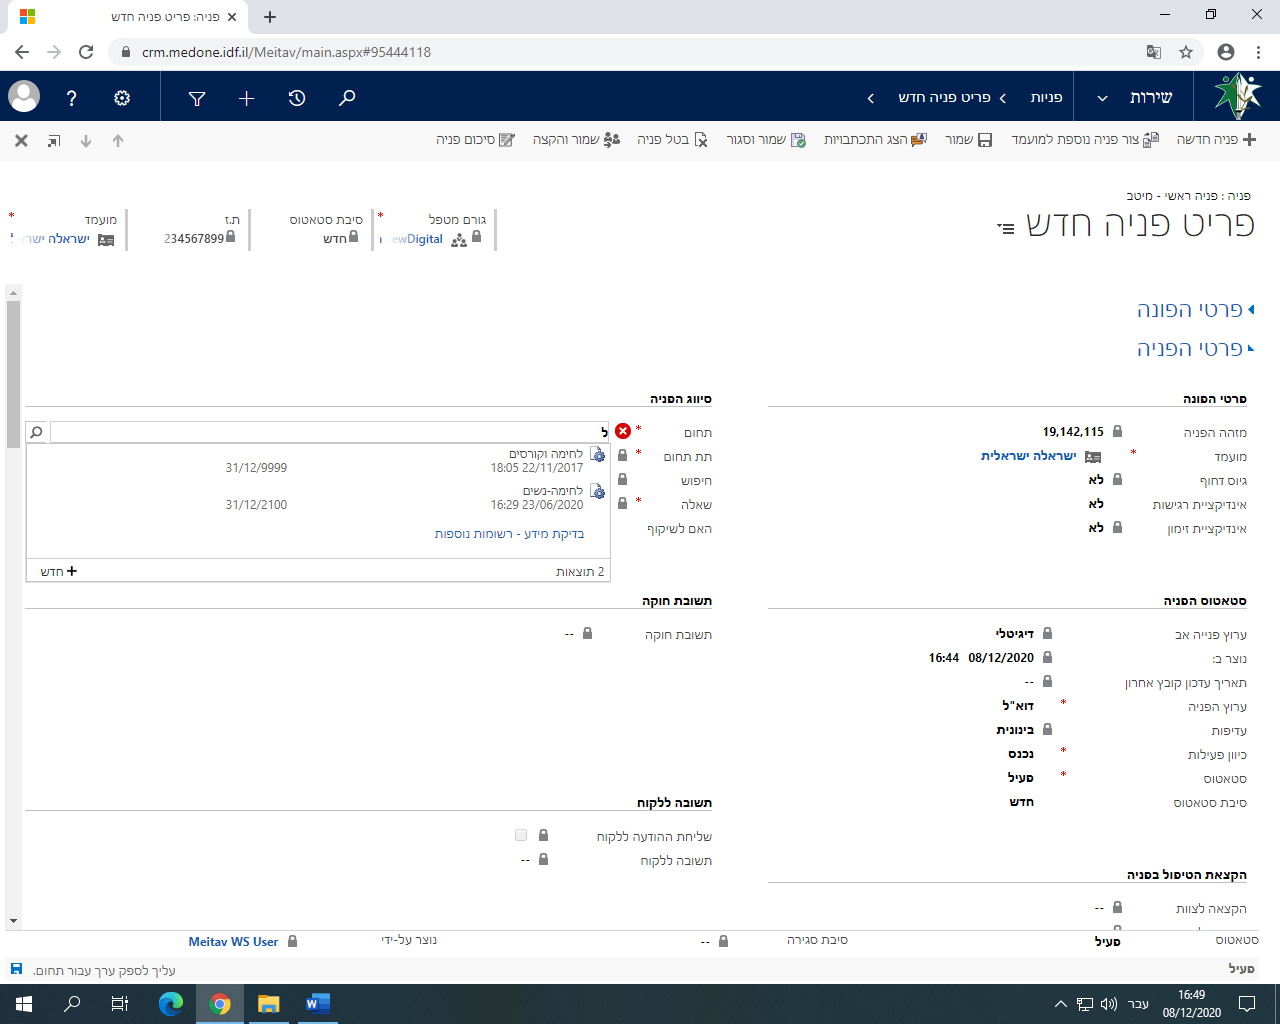 פניה: פריט פניה חדש
crm.medone.idf.il/Meitav/main.aspx#95444118
שירות
פניות
פריט פניה חדש
פניה חדשה
צור פניה נוספת למועמד
שמור
הצג התכתבויות
שמור וסגור
בטל פניה
שמור והקצה
סיכום פניה
פניה : פניה ראשי - מיטב
פריט פניה חדש
גורם מטפל
סיבת סטאטוס
ת.ז
מועמד
ewDigital
חדש
234567899
ישראלה
פרטי הפונה
פרטי הפניה
פרטי הפונה
מזהה הפניה 19,142,115
מועמד * ישראלה ישראלית
גיוס דחוף לא
אינדיקציית רגישות לא
אינדיקציית זימון לא
סיווג הפניה
תחום * ל
תת תחום *
חיפוש
שאלה *
האם לשיקוף
לחימה וקורסים
22/11/2017 18:05 31/12/9999
לחימה-נשים
23/06/2020 16:29 31/12/2100
בדיקת מידע - רשומות נוספות
2 תוצאות
חדש
סטאטוס הפניה
ערוץ פנייה אב דיגיטלי
נוצר ב: 08/12/2020 16:44
תאריך עדכון קובץ אחרון --
ערוץ הפניה * דוא"ל
עדיפות בינונית
כיוון פעילות * נכנס
סטאטוס * פעיל
סיבת סטאטוס חדש
תשובת חוקה
תשובת חוקה --
תשובה ללקוח
שליחת ההודעה ללקוח
תשובה ללקוח --
הקצאת הטיפול בפניה
הקצאה לצוות --
סטאטוס פעיל
סיבת סגירה --
נוצר על-ידי Meitav WS User
פעיל
עליך לספק ערך עבור תחום.
עבר
16:49
08/12/2020